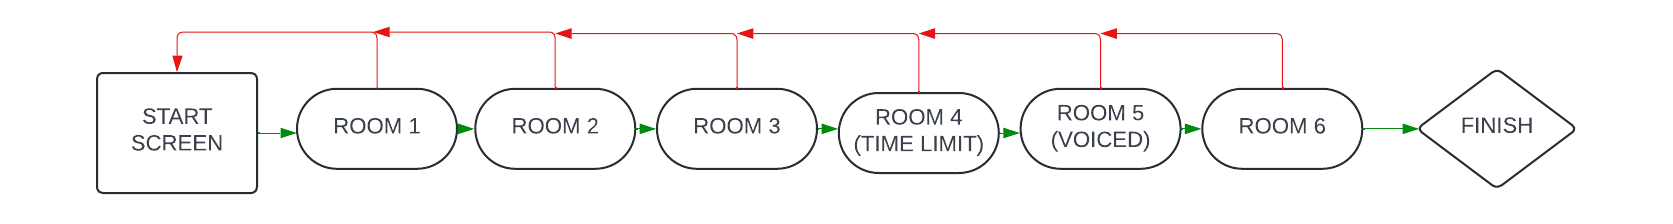 START
SCREEN
ROOM 1
ROOM 2
ROOM 3
ROOM 4
(TIME LIMIT)
ROOM 5
(VOICED)
ROOM 6
FINISH